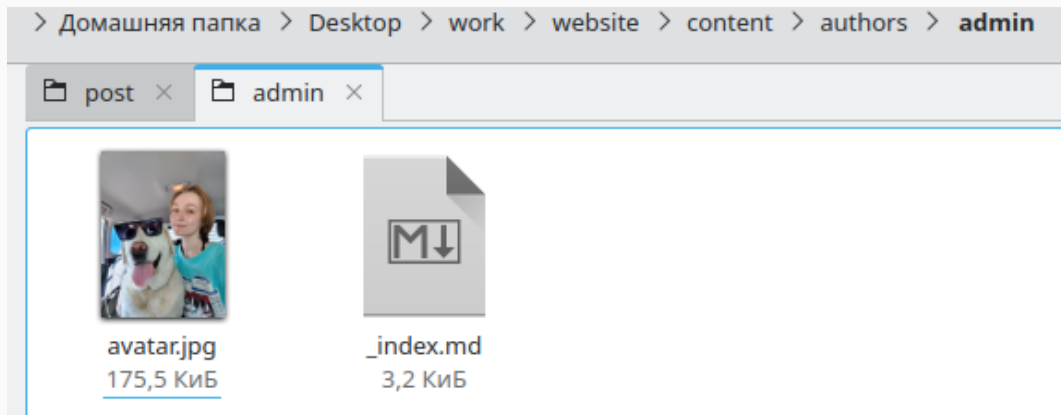 > Домашняя папка > Desktop > work > website > content > authors > admin
post × admin ×
M↓
avatar.jpg _index.md
175,5 КиБ 3,2 КиБ